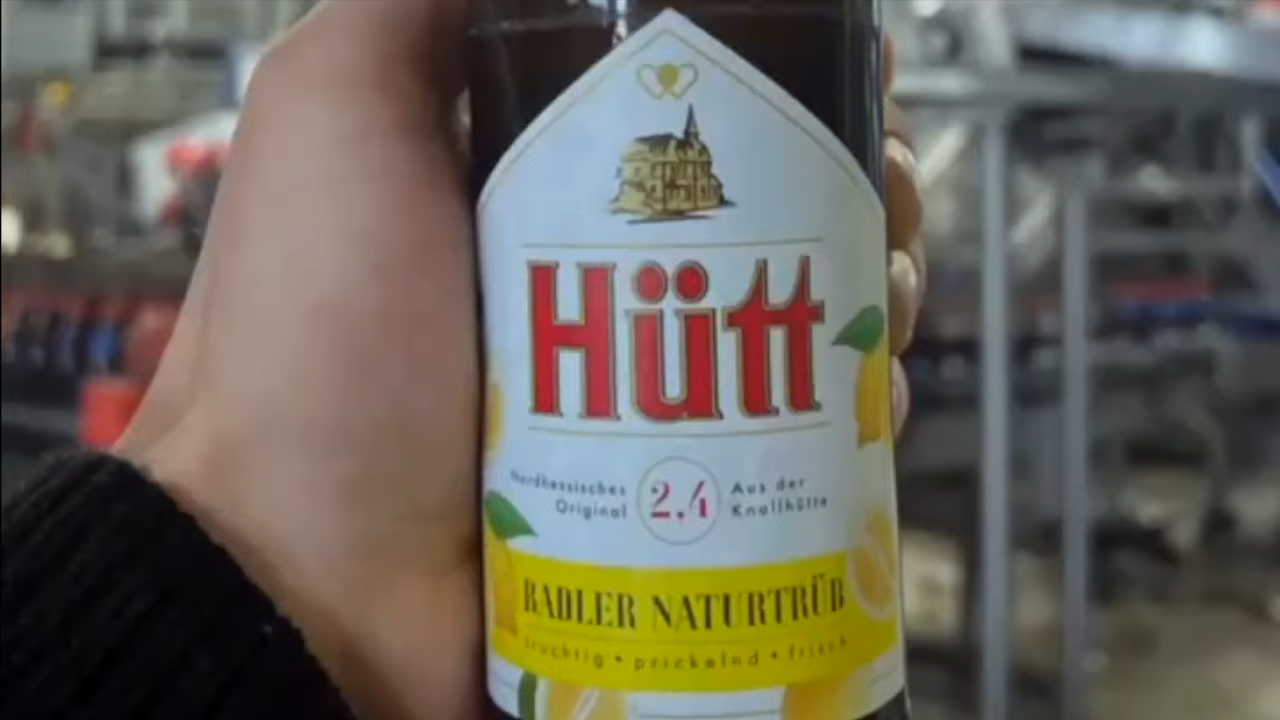 Hütt
Nordhessisches
Original
2,4
Aus der
Knallhütte
RADLER NATURTRÜB
fruchtig • prickelnd • frisch